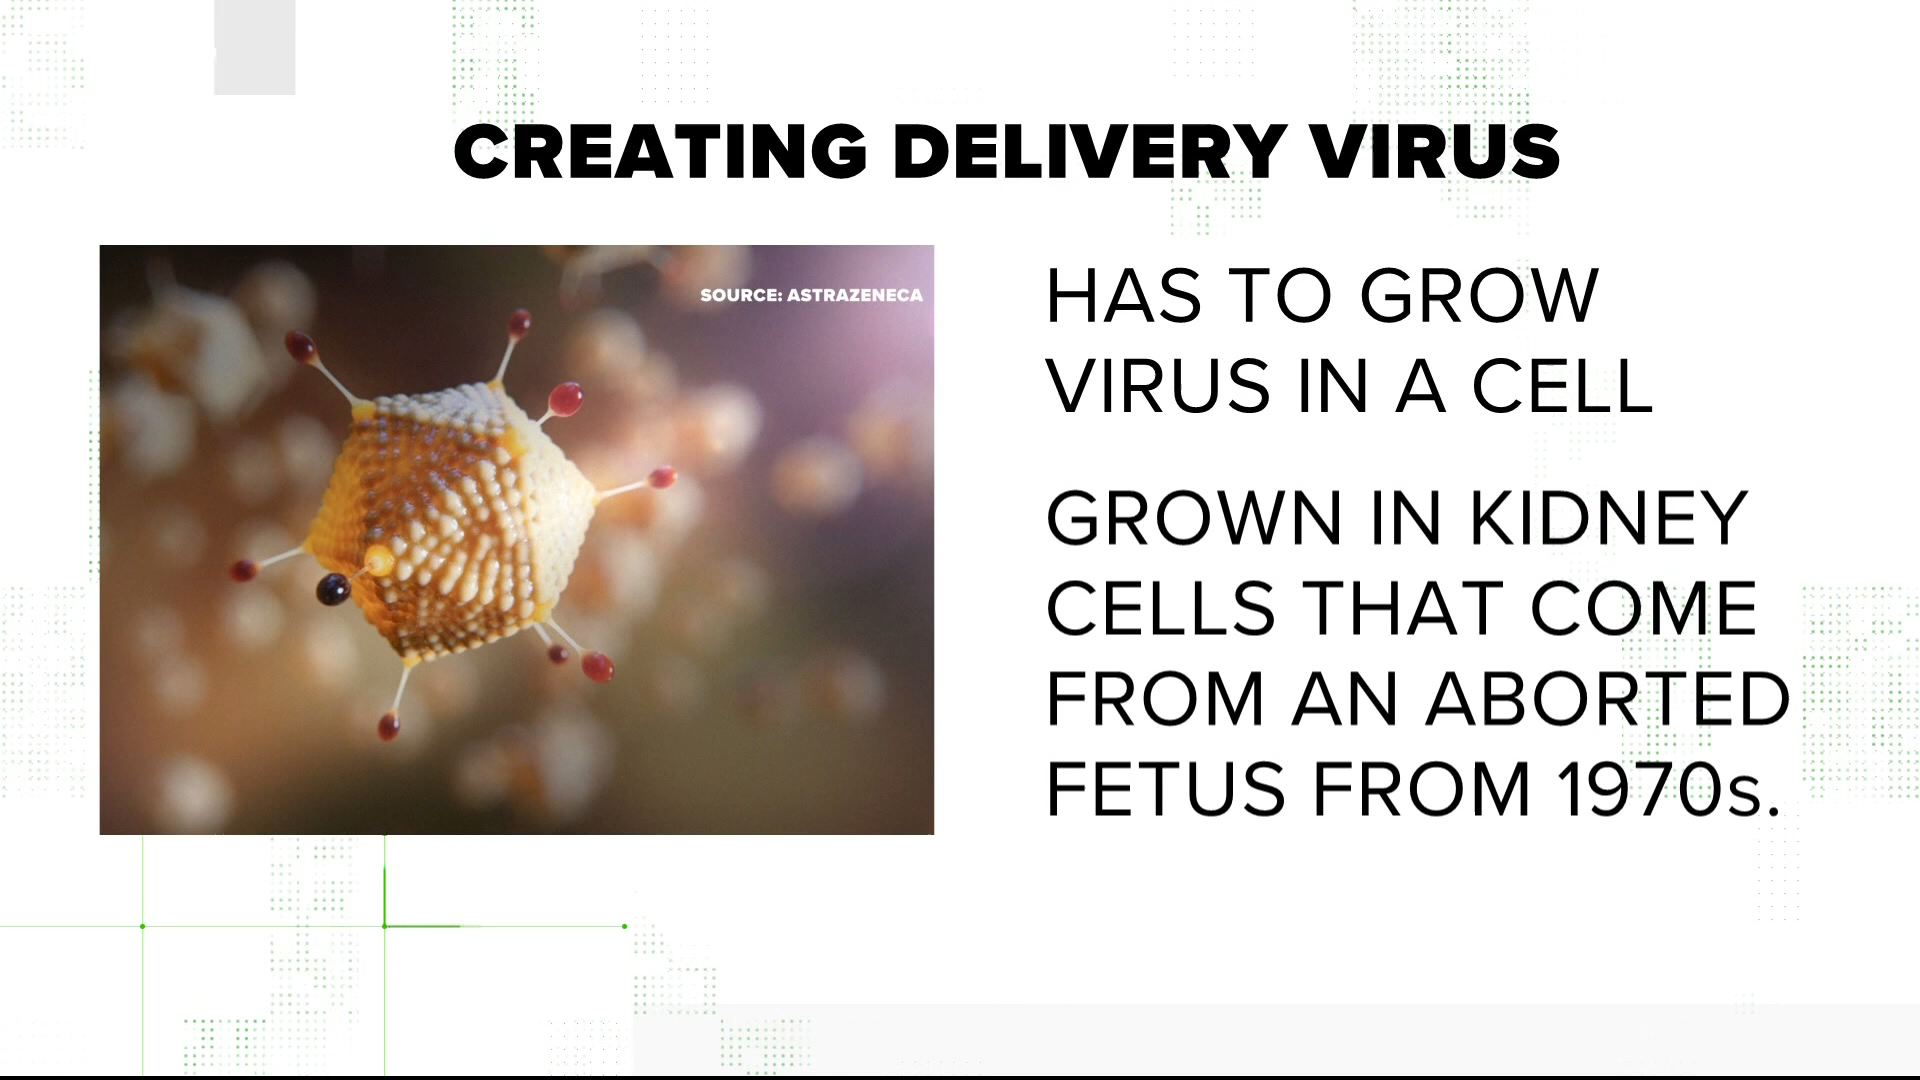 CREATING DELIVERY VIRUS
SOURCE: ASTRAZENECA
HAS TO GROW
VIRUS IN A CELL
GROWN IN KIDNEY
CELLS THAT COME
FROM AN ABORTED
FETUS FROM 1970s.